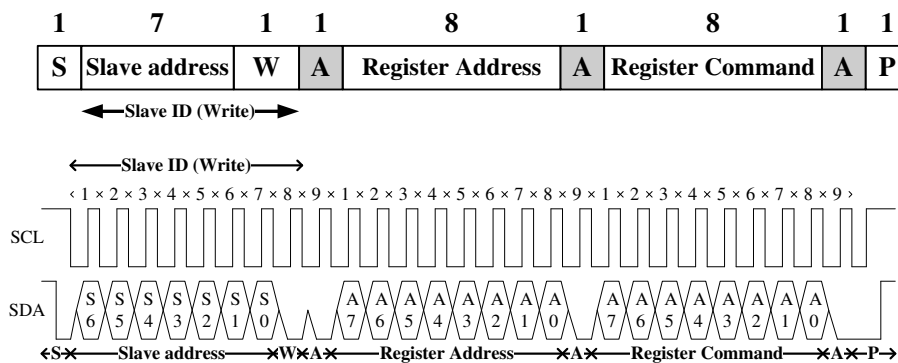 1 7 1 1 8 1 8 1 1
S Slave address W A Register Address A Register Command A P
Slave ID (Write)
Slave ID (Write)
‹ 1 × 2 × 3 × 4 × 5 × 6 × 7 × 8 × 9 × 1 × 2 × 3 × 4 × 5 × 6 × 7 × 8 × 9 × 1 × 2 × 3 × 4 × 5 × 6 × 7 × 8 × 9 ›
SCL
SDA S6 S5 S4 S3 S2 S1 S0 A7 A6 A5 A4 A3 A2 A1 A0 A7 A6 A5 A4 A3 A2 A1 A0
S Slave address W A Register Address A Register Command A P